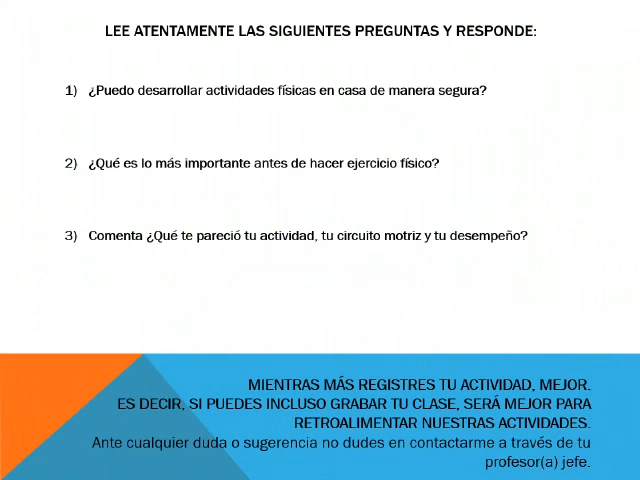 LEE ATENTAMENTE LAS SIGUIENTES PREGUNTAS Y RESPONDE:
1) ¿Puedo desarrollar actividades físicas en casa de manera segura?
2) ¿Qué es lo más importante antes de hacer ejercicio físico?
3) Comenta ¿Qué te pareció tu actividad, tu circuito motriz y tu desempeño?
MIENTRAS MÁS REGISTRES TU ACTIVIDAD, MEJOR.
ES DECIR, SI PUEDES INCLUSO GRABAR TU CLASE, SERÁ MEJOR PARA
RETROALIMENTAR NUESTRAS ACTIVIDADES.
Ante cualquier duda o sugerencia no dudes en contactarme a través de tu
profesor(a) jefe.